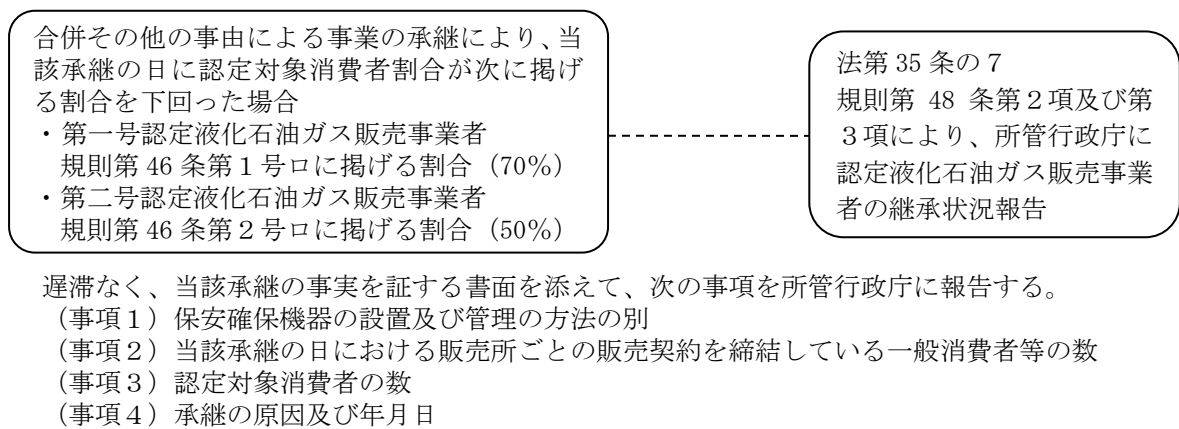 合併その他の事由による事業の承継により、当
該承継の日に認定対象消費者割合が次に掲げ
る割合を下回った場合
・第一号認定液化石油ガス販売事業者
規則第 46 条第１号ロに掲げる割合（70％）
・第二号認定液化石油ガス販売事業者
規則第 46 条第２号ロに掲げる割合（50％）
法第 35 条の７
規則第 48 条第２項及び第
３項により、所管行政庁に
認定液化石油ガス販売事業
者の継承状況報告
遅滞なく、当該承継の事実を証する書面を添えて、次の事項を所管行政庁に報告する。
（事項１）保安確保機器の設置及び管理の方法の別
（事項２）当該承継の日における販売所ごとの販売契約を締結している一般消費者等の数
（事項３）認定対象消費者の数
（事項４）承継の原因及び年月日